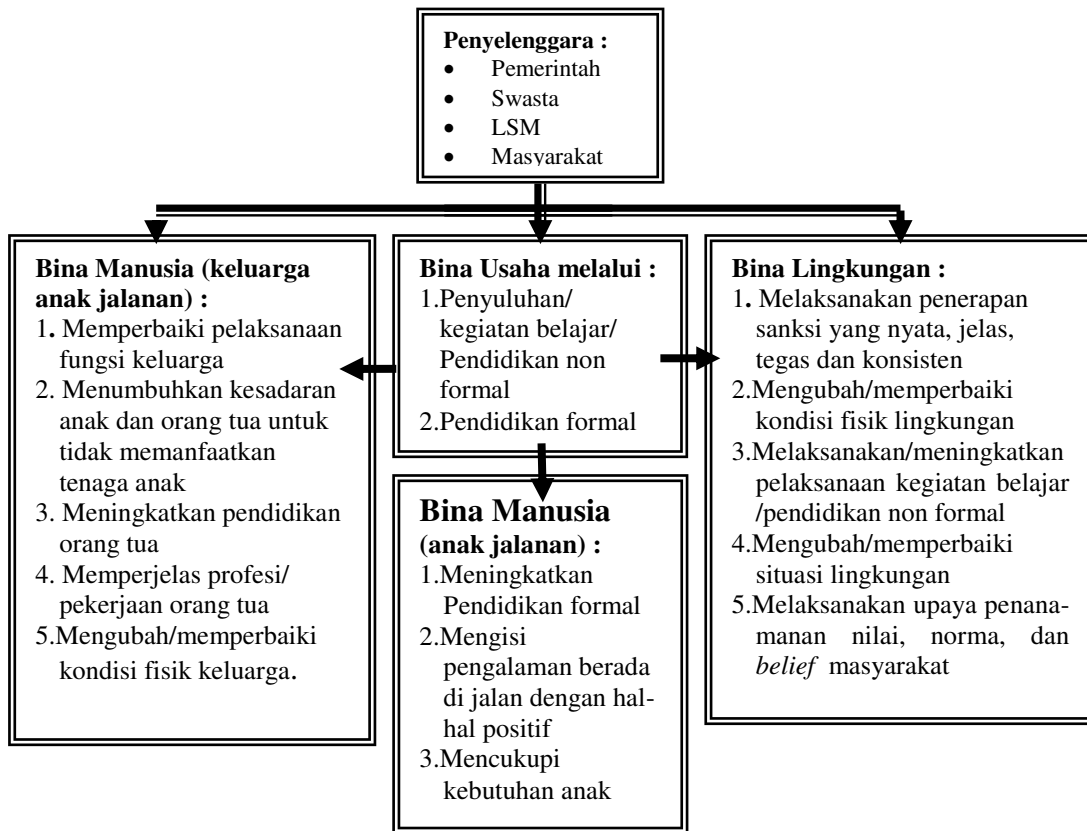 Penyelenggara :
• Pemerintah
• Swasta
• LSM
• Masyarakat
Bina Manusia (keluarga
anak jalanan) :
1. Memperbaiki pelaksanaan
fungsi keluarga
2. Menumbuhkan kesadaran
anak dan orang tua untuk
tidak memanfaatkan
tenaga anak
3. Meningkatkan pendidikan
orang tua
4. Memperjelas profesi/
pekerjaan orang tua
5.Mengubah/memperbaiki
kondisi fisik keluarga.
Bina Usaha melalui :
1.Penyuluhan/
kegiatan belajar/
Pendidikan non
formal
2.Pendidikan formal
Bina Manusia
(anak jalanan) :
1.Meningkatkan
Pendidikan formal
2.Mengisi
pengalaman berada
di jalan dengan hal-
hal positif
3.Mencukupi
kebutuhan anak
Bina Lingkungan :
1. Melaksanakan penerapan
sanksi yang nyata, jelas,
tegas dan konsisten
2.Mengubah/memperbaiki
kondisi fisik lingkungan
3.Melaksanakan/meningkatkan
pelaksanaan kegiatan belajar
/pendidikan non formal
4.Mengubah/memperbaiki
situasi lingkungan
5.Melaksanakan upaya penana-
manan nilai, norma, dan
belief masyarakat